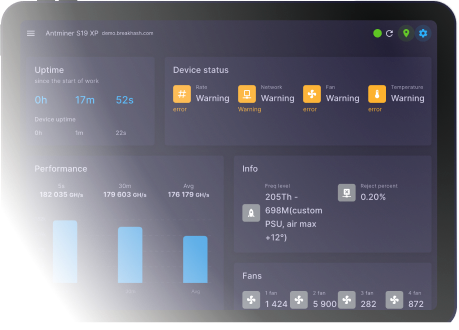 Antminer S19 XP demo.breaktash.com
Uptime
since the start of work
0h 17m 52s
Device uptime
0h 1m 22s
Device status
Rate
Warning
error
Network
Warning
Warning
Fan
Warning
error
Temperature
Warning
error
Performance
5s 30m Avg
182 035 GH/s 179 603 GH/s 176 179 GH/s
Avg
Info
Freq level
205Th -
698M(custom
PSU, air max
+12°)
Reject percent
0.20%
Fans
1 fan
1 424
2 fan
5 900
3 fan
282
4 fan
872